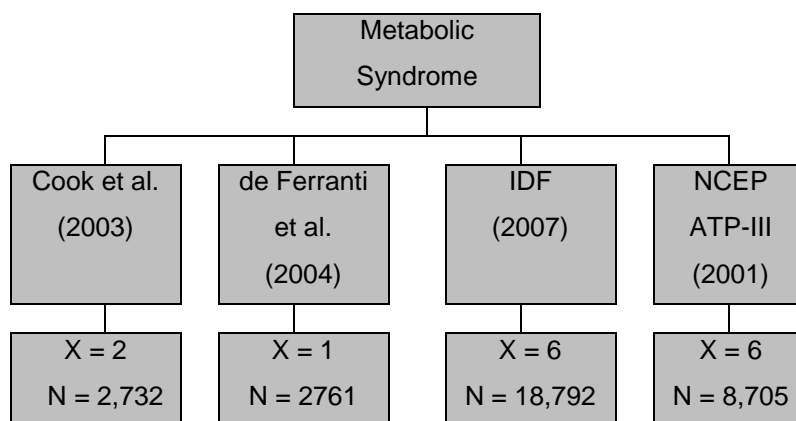 Metabolic
Syndrome
Cook et al.
(2003)
de Ferranti
et al.
(2004)
IDF
(2007)
NCEP
ATP-III
(2001)
X = 2
N = 2,732
X = 1
N = 2761
X = 6
N = 18,792
X = 6
N = 8,705